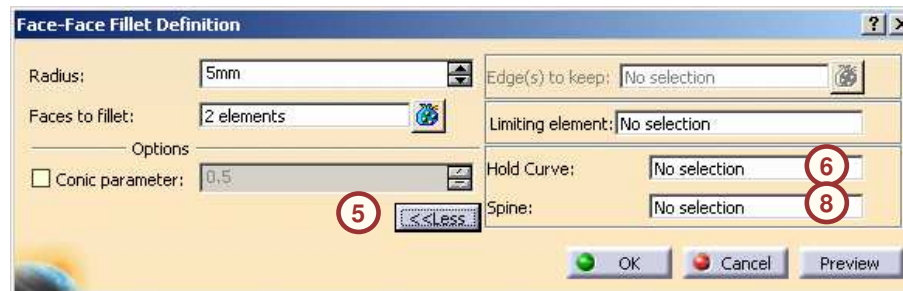 Face-Face Fillet Definition
? X
Radius: 5mm
Edge(s) to keep: No selection
Faces to fillet: 2 elements
Limiting element: No selection
Options
Conic parameter: 0.5
Hold Curve: No selection 6
5 <<Less
Spine: No selection 8
OK Cancel Preview